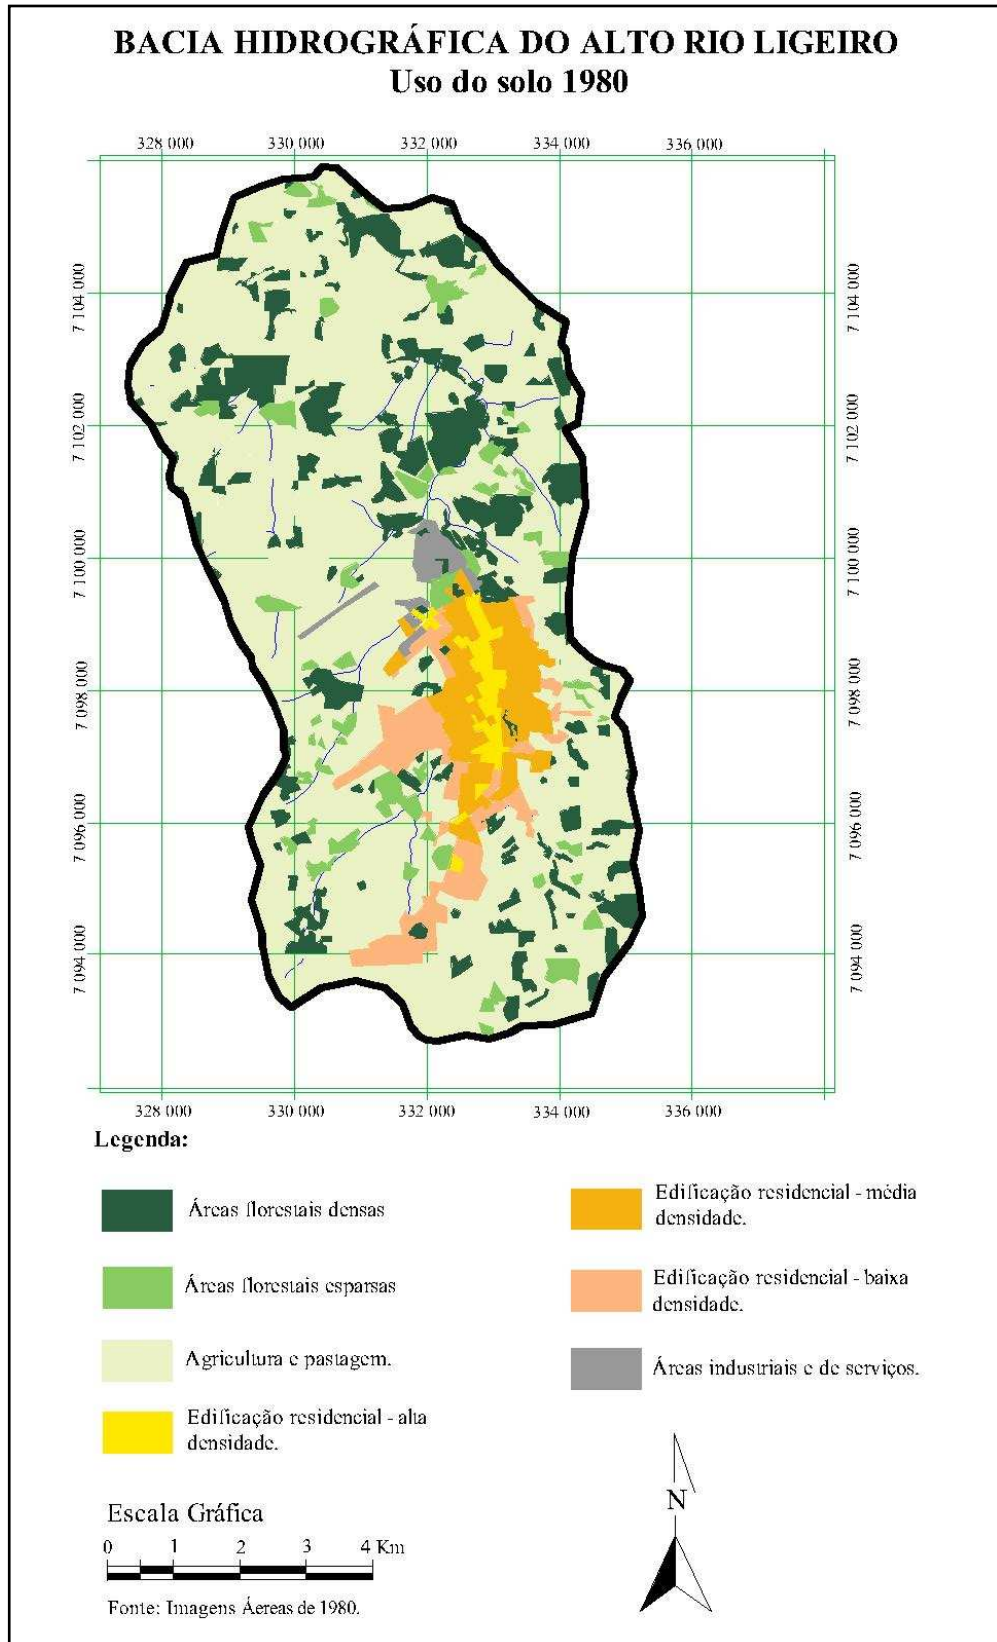 BACIA HIDROGRÁFICA DO ALTO RIO LIGEIRO
Uso do solo 1980
328 000 330 000 332 000 334 000 336 000
7 104 000 7 104 000
7 102 000 7 102 000
7 100 000 7 100 000
7 098 000 7 098 000
7 096 000 7 096 000
7 094 000 7 094 000
328 000 330 000 332 000 334 000 336 000
Legenda:
Áreas florestais densas
Áreas florestais esparsas
Agricultura e pastagem.
Edificação residencial - alta
densidade.
Edificação residencial - média
densidade.
Edificação residencial - baixa
densidade.
Áreas industriais e de serviços.
Escala Gráfica
0 1 2 3 4 Km
Fonte: Imagens Áereas de 1980.
N